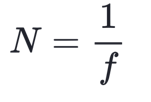 N = 1/f